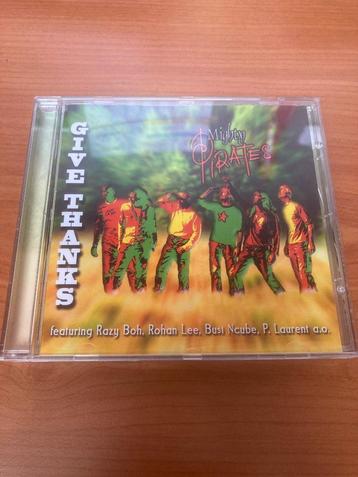 GIVE THANKS
Mighty
PIRATES
featuring Razy Boh, Rohan Lee, Busi Ncube, P. Laurent a.o.